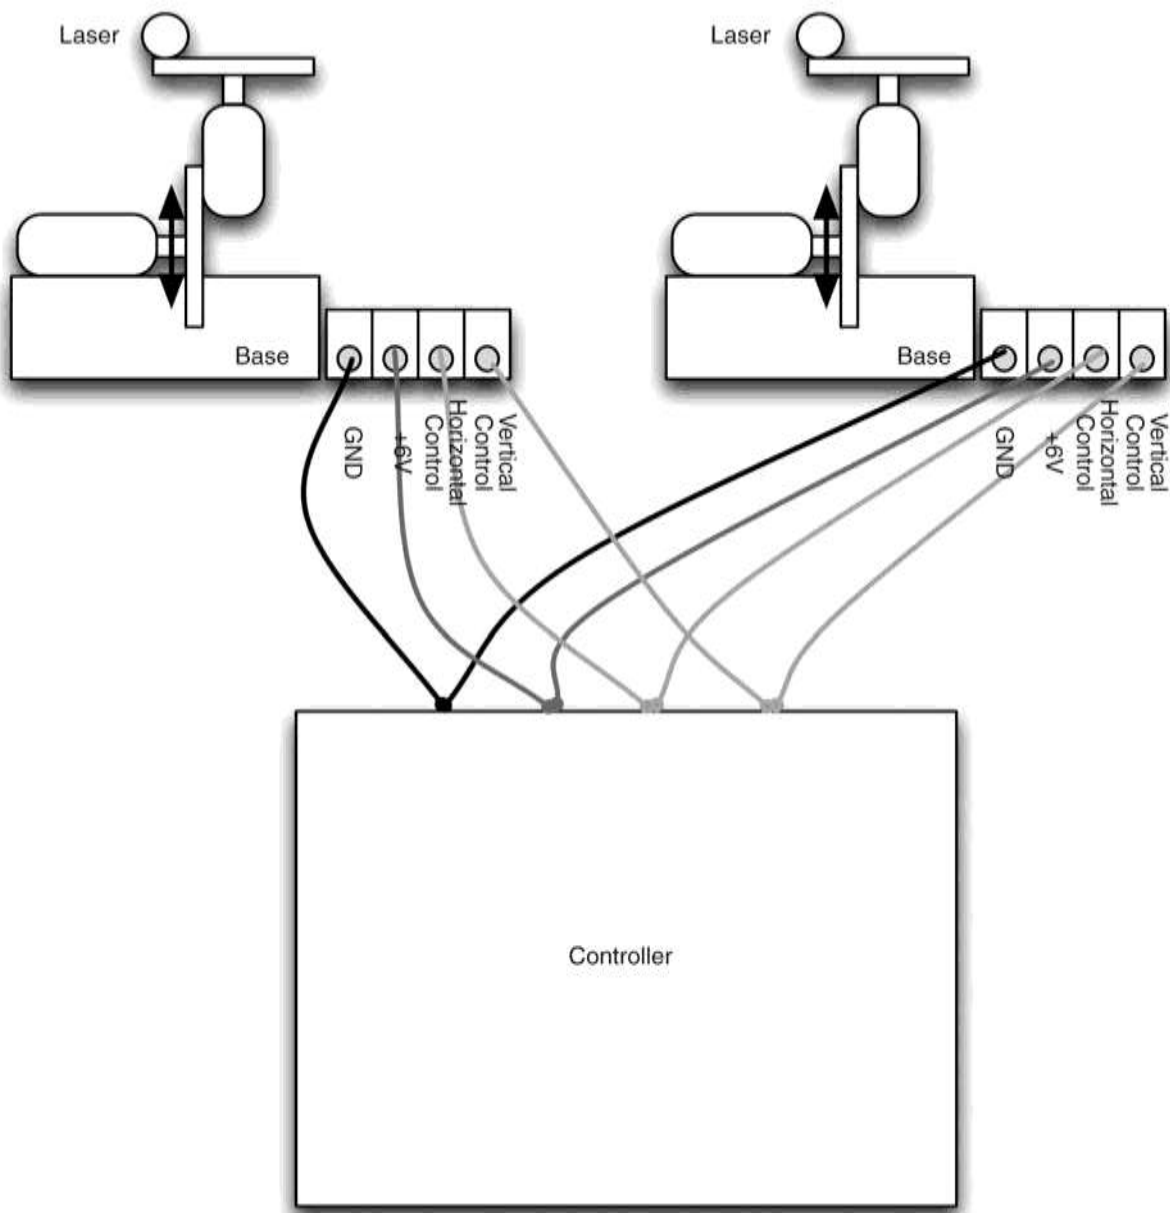 Laser
Laser
Base
Base
GND
+6V
Horizontal
Control
Vertical
Control
GND
+6V
Horizontal
Control
Vertical
Control
Controller